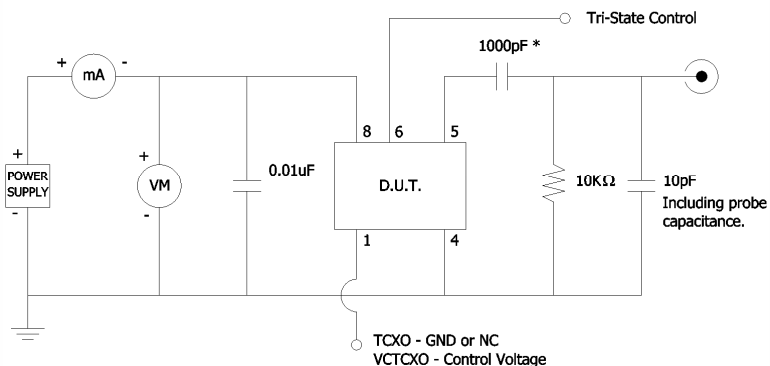 Tri-State Control
1000pF *
+ mA -
8 6 5
+
POWER
SUPPLY
-
+
VM
-
0.01uF
D.U.T.
10KΩ
10pF
Including probe
capacitance.
1 4
TCXO - GND or NC
VCTCXO - Control Voltage